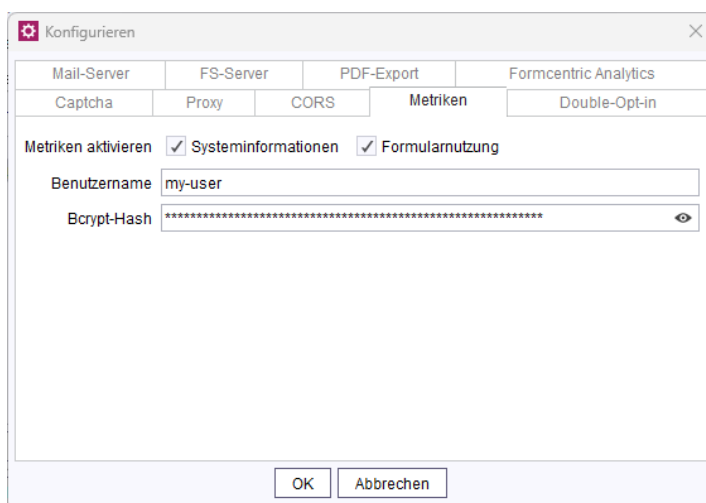 Konfigurieren
Mail-Server FS-Server PDF-Export Formcentric Analytics
Captcha Proxy CORS Metriken Double-Opt-in
Metriken aktivieren Systeminformationen Formularnutzung
Benutzername my-user
Bcrypt-Hash ************************************************************
OK Abbrechen